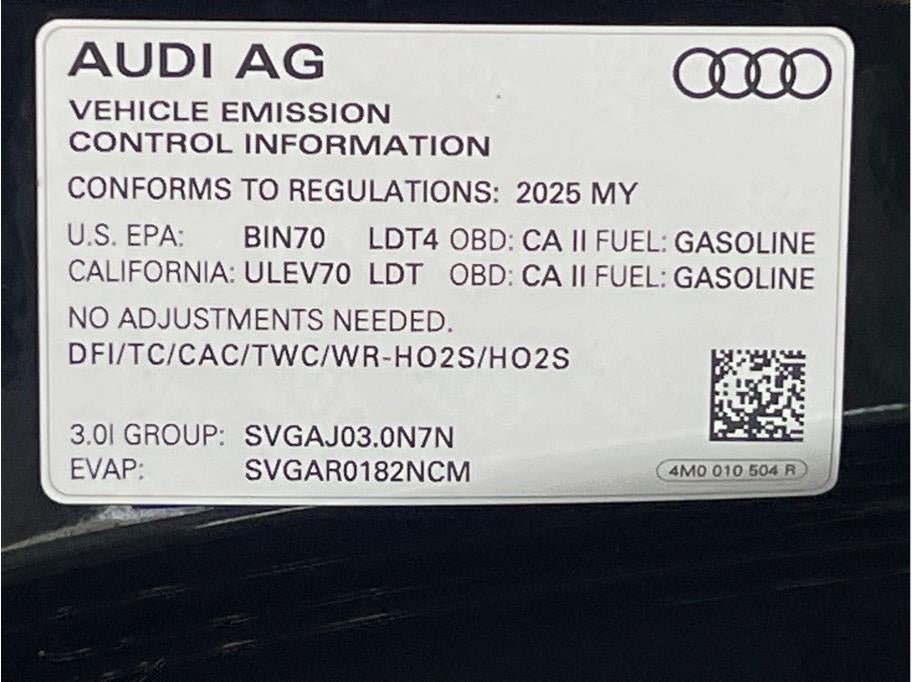 AUDI AG
VEHICLE EMISSION
CONTROL INFORMATION
CONFORMS TO REGULATIONS: 2025 MY
U.S. EPA: BIN70 LDT4 OBD: CA II FUEL: GASOLINE
CALIFORNIA: ULEV70 LDT OBD: CA II FUEL: GASOLINE
NO ADJUSTMENTS NEEDED.
DFI/TC/CAC/TWC/WR-HO2S/HO2S
3.0l GROUP: SVGAJ03.0N7N
EVAP: SVGAR0182NCM
4M0 010 504 R